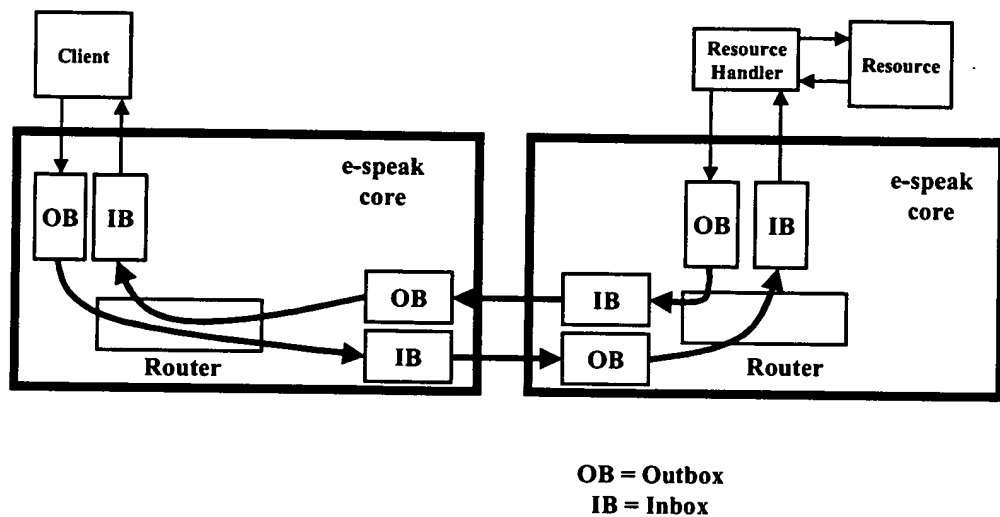 Client
Resource
Handler
Resource
e-speak
core
OB
IB
OB
IB
Router
e-speak
core
OB
IB
IB
OB
Router
OB = Outbox
IB = Inbox